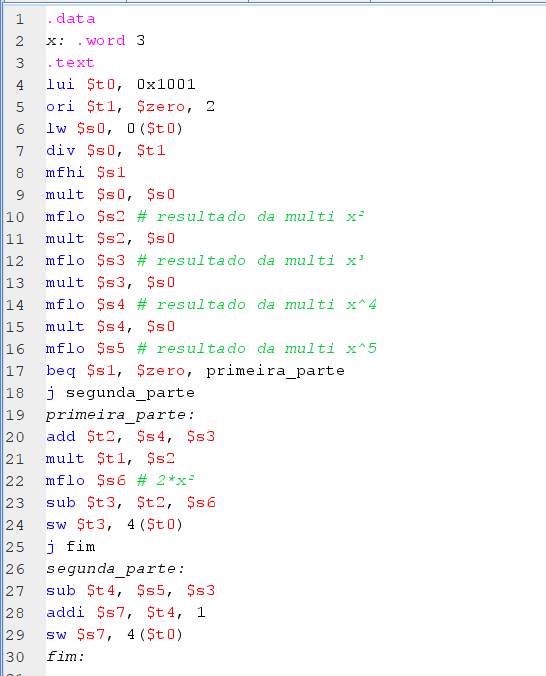 1 .data
2 x: .word 3
3 .text
4 lui $t0, 0x1001
5 ori $t1, $zero, 2
6 lw $s0, 0($t0)
7 div $s0, $t1
8 mfhi $s1
9 mult $s0, $s0
10 mflo $s2 # resultado da multi x²
11 mult $s2, $s0
12 mflo $s3 # resultado da multi x³
13 mult $s3, $s0
14 mflo $s4 # resultado da multi x^4
15 mult $s4, $s0
16 mflo $s5 # resultado da multi x^5
17 beq $s1, $zero, primeira_parte
18 j segunda_parte
19 primeira_parte:
20 add $t2, $s4, $s3
21 mult $t1, $s2
22 mflo $s6 # 2*x²
23 sub $t3, $t2, $s6
24 sw $t3, 4($t0)
25 j fim
26 segunda_parte:
27 sub $t4, $s5, $s3
28 addi $s7, $t4, 1
29 sw $s7, 4($t0)
30 fim: